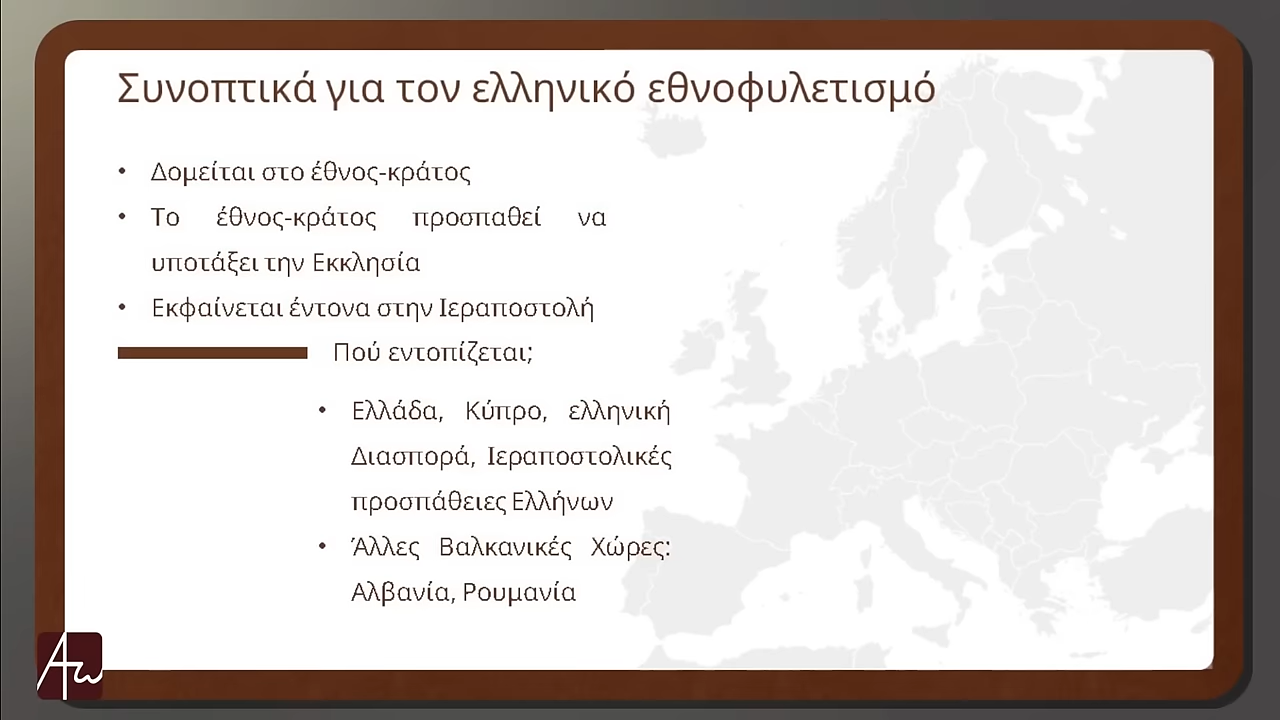 Συνοπτικά για τον ελληνικό εθνοφυλετισμό
• Δομείται στο έθνος-κράτος
• Το έθνος-κράτος προσπαθεί να
υποτάξει την Εκκλησία
• Εκφαίνεται έντονα στην Ιεραποστολή
Πού εντοπίζεται;
• Ελλάδα, Κύπρο, ελληνική
Διασπορά, Ιεραποστολικές
προσπάθειες Ελλήνων
• Άλλες Βαλκανικές Χώρες:
Αλβανία, Ρουμανία
Αω